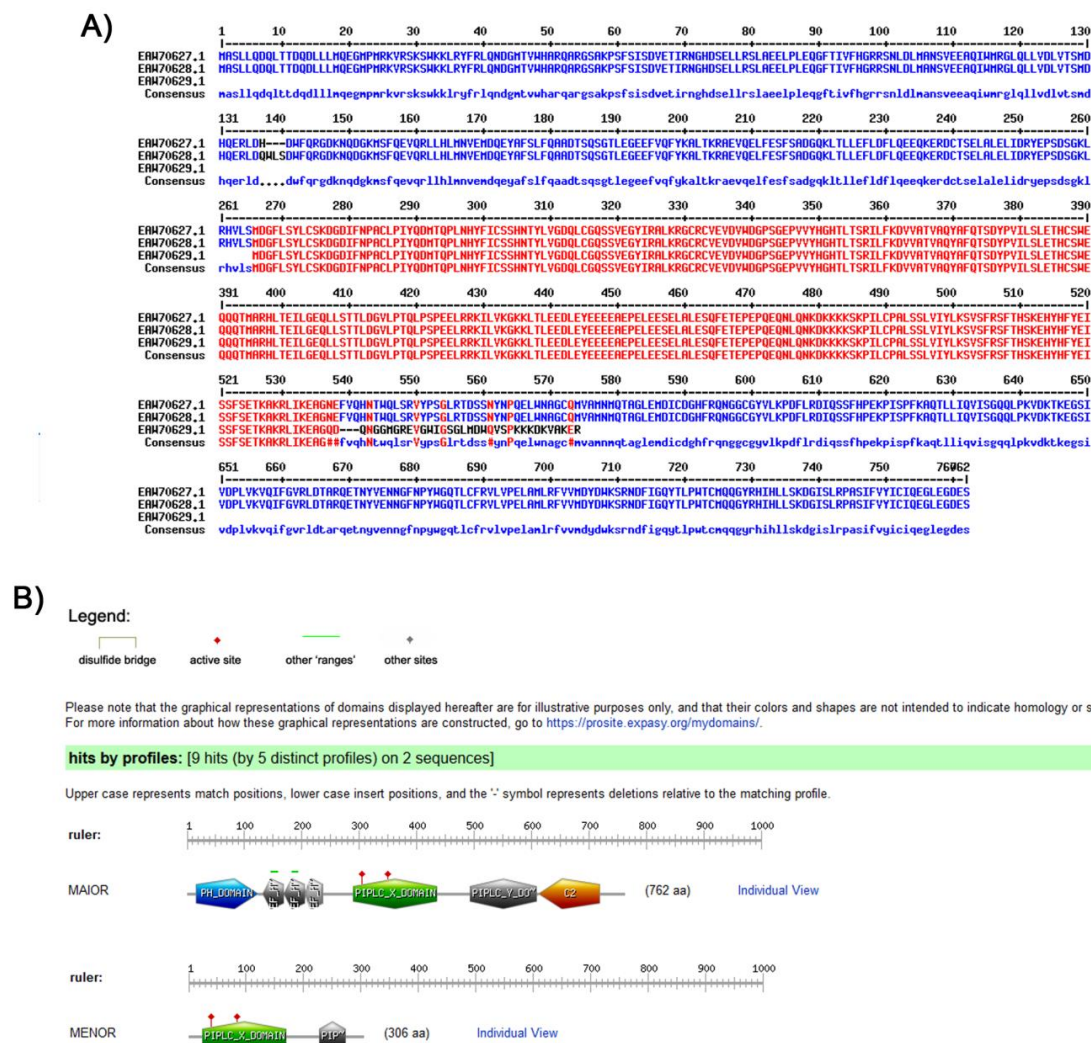 A)
1 10 20 30 40 50 60 70 80 90 100 110 120 130
EAW70627.1 MASLLQDQLTTDQDLLLMQEGMPMRKVRSKSWKKLRYFRLQNDGMTVWHARQARGSAKPSFSISDVETIRNGHDSELLRSLAEELPLEQGFTIVFHGRRSNLDLMANSVEEAQIWMRGLQLLVDLVTSMD
EAW70628.1 MASLLQDQLTTDQDLLLMQEGMPMRKVRSKSWKKLRYFRLQNDGMTVWHARQARGSAKPSFSISDVETIRNGHDSELLRSLAEELPLEQGFTIVFHGRRSNLDLMANSVEEAQIWMRGLQLLVDLVTSMD
EAW70629.1
Consensus masllqdqlttdqdlllmqegmpmrkvrskswkklryfrlqndgmtvwharqargsakpsfsisdvetirnghdsellrslaeelpleqgftivfhgrrsnldlmansveeaqiwmrglqllvdlvtsmd
131 140 150 160 170 180 190 200 210 220 230 240 250 260
EAW70627.1 HQERLDH---DWFQRGDKNQDGKMSFQEVQRLLHLMNVEMDQEYAFSLFQAADTSQSGTLEGEEFVQFYKALTKRAEVQELFESFSADGQKLTLLEFLDFLQEEQKERDCTSELALELIDRYEPSDSGKL
EAW70628.1 HQERLDQWLSDWFQRGDKNQDGKMSFQEVQRLLHLMNVEMDQEYAFSLFQAADTSQSGTLEGEEFVQFYKALTKRAEVQELFESFSADGQKLTLLEFLDFLQEEQKERDCTSELALELIDRYEPSDSGKL
EAW70629.1
Consensus hqerld....dwfqrgdknqdgkmsfqevqrllhlmnvemdqeyafslfqaadtsqsgtlegeefvqfykaltkraevqelfesfsadgqkltlleflдflqeeqkerdctselalelidryepsdsgkl
261 270 280 290 300 310 320 330 340 350 360 370 380 390
EAW70627.1 RHVLSMDGFLSYLCSKDGDIFNPACLPIYQDMTQPLNHYFICSSHNTYLVGDQLCGQSSVEGYIRALKRGCRCVEVDVWDGPSGEPVVYHGHTLTSRILFKDVVATVAQYAFQTSDYPVILSLETHCSWE
EAW70628.1 RHVLSMDGFLSYLCSKDGDIFNPACLPIYQDMTQPLNHYFICSSHNTYLVGDQLCGQSSVEGYIRALKRGCRCVEVDVWDGPSGEPVVYHGHTLTSRILFKDVVATVAQYAFQTSDYPVILSLETHCSWE
EAW70629.1 MDGFLSYLCSKDGDIFNPACLPIYQDMTQPLNHYFICSSHNTYLVGDQLCGQSSVEGYIRALKRGCRCVEVDVWDGPSGEPVVYHGHTLTSRILFKDVVATVAQYAFQTSDYPVILSLETHCSWE
Consensus rhvlsMDGFLSYLCSKDGDIFNPACLPIYQDMTQPLNHYFICSSHNTYLVGDQLCGQSSVEGYIRALKRGCRCVEVDVWDGPSGEPVVYHGHTLTSRILFKDVVATVAQYAFQTSDYPVILSLETHCSWE
391 400 410 420 430 440 450 460 470 480 490 500 510 520
EAW70627.1 QQQTMARHLTEILGEQLLSTTLDGVLPTQLPSPEELRRKILVKGKKLTLEEDLEYEEEEAEPELEESELALESQFETEPEPQEQNLQNKDKKKKSKPILCPALSSLVIYLKSVSFRSFTHSKEHYHFYEI
EAW70628.1 QQQTMARHLTEILGEQLLSTTLDGVLPTQLPSPEELRRKILVKGKKLTLEEDLEYEEEEAEPELEESELALESQFETEPEPQEQNLQNKDKKKKSKPILCPALSSLVIYLKSVSFRSFTHSKEHYHFYEI
EAW70629.1 QQQTMARHLTEILGEQLLSTTLDGVLPTQLPSPEELRRKILVKGKKLTLEEDLEYEEEEAEPELEESELALESQFETEPEPQEQNLQNKDKKKKSKPILCPALSSLVIYLKSVSFRSFTHSKEHYHFYEI
Consensus QQQTMARHLTEILGEQLLSTTLDGVLPTQLPSPEELRRKILVKGKKLTLEEDLEYEEEEAEPELEESELALESQFETEPEPQEQNLQNKDKKKKSKPILCPALSSLVIYLKSVSFRSFTHSKEHYHFYEI
521 530 540 550 560 570 580 590 600 610 620 630 640 650
EAW70627.1 SSFSETKAKRLIKEAGNEFVQHNTWQLSRVYPSGLRTDSSNYNPQELWNAGCQMVAMNMQTAGLEMDICDGHFRQNGGCGYVLKPDFLRDIQSSFHPEKPISPFKAQTLLIQVISGQQLPKVDKTKEGSI
EAW70628.1 SSFSETKAKRLIKEAGNEFVQHNTWQLSRVYPSGLRTDSSNYNPQELWNAGCQMVAMNMQTAGLEMDICDGHFRQNGGCGYVLKPDFLRDIQSSFHPEKPISPFKAQTLLIQVISGQQLPKVDKTKEGSI
EAW70629.1 SSFSETKAKRLIKEAGQD---QNGGMGREVGWIGSGLMDWQVSPKKKDKVAKER
Consensus SSFSETKAKRLIKEAG##fvqhNtwqlsrVypsGlrtdss#ynPqelwnagc#mvamnmqtaglemdicdghfrqnggcgyvlkpdflrdiqssfhpekpispfkaqtlliqvisgqqlpkvdktkegsi
651 660 670 680 690 700 710 720 730 740 750 760762
EAW70627.1 VDPLVKVQIFGVRLDTARQETNYVENNGFNPYWGQTLCFRVLVPELAMLRFVVMDYDWKSRNDFIGQYTLPWTCMQQGYRHIHLLSKDGISLRPASIFVYICIQEGLEGDES
EAW70628.1 VDPLVKVQIFGVRLDTARQETNYVENNGFNPYWGQTLCFRVLVPELAMLRFVVMDYDWKSRNDFIGQYTLPWTCMQQGYRHIHLLSKDGISLRPASIFVYICIQEGLEGDES
EAW70629.1
Consensus vdplvkvqifgvrldtarqetnyvenngfnpywgqtlcfrvlvpelamlrfvvmdydwksrndfigqytlpwtcmqqgyrhihllskdgislrpasifvyiciqeglegdes
B)
Legend:
disulfide bridge active site other 'ranges' other sites
Please note that the graphical representations of domains displayed hereafter are for illustrative purposes only, and that their colors and shapes are not intended to indicate homology or s
For more information about how these graphical representations are constructed, go to https://prosite.expasy.org/mydomains/.
hits by profiles: [9 hits (by 5 distinct profiles) on 2 sequences]
Upper case represents match positions, lower case insert positions, and the '-' symbol represents deletions relative to the matching profile.
ruler: 1 100 200 300 400 500 600 700 800 900 1000
MAIOR PH_DOMAIN PIPLC_X_DOMAIN PIPLC_Y_DOM C2 (762 aa) Individual View
ruler: 1 100 200 300 400 500 600 700 800 900 1000
MENOR PIPLC_X_DOMAIN (306 aa) Individual View